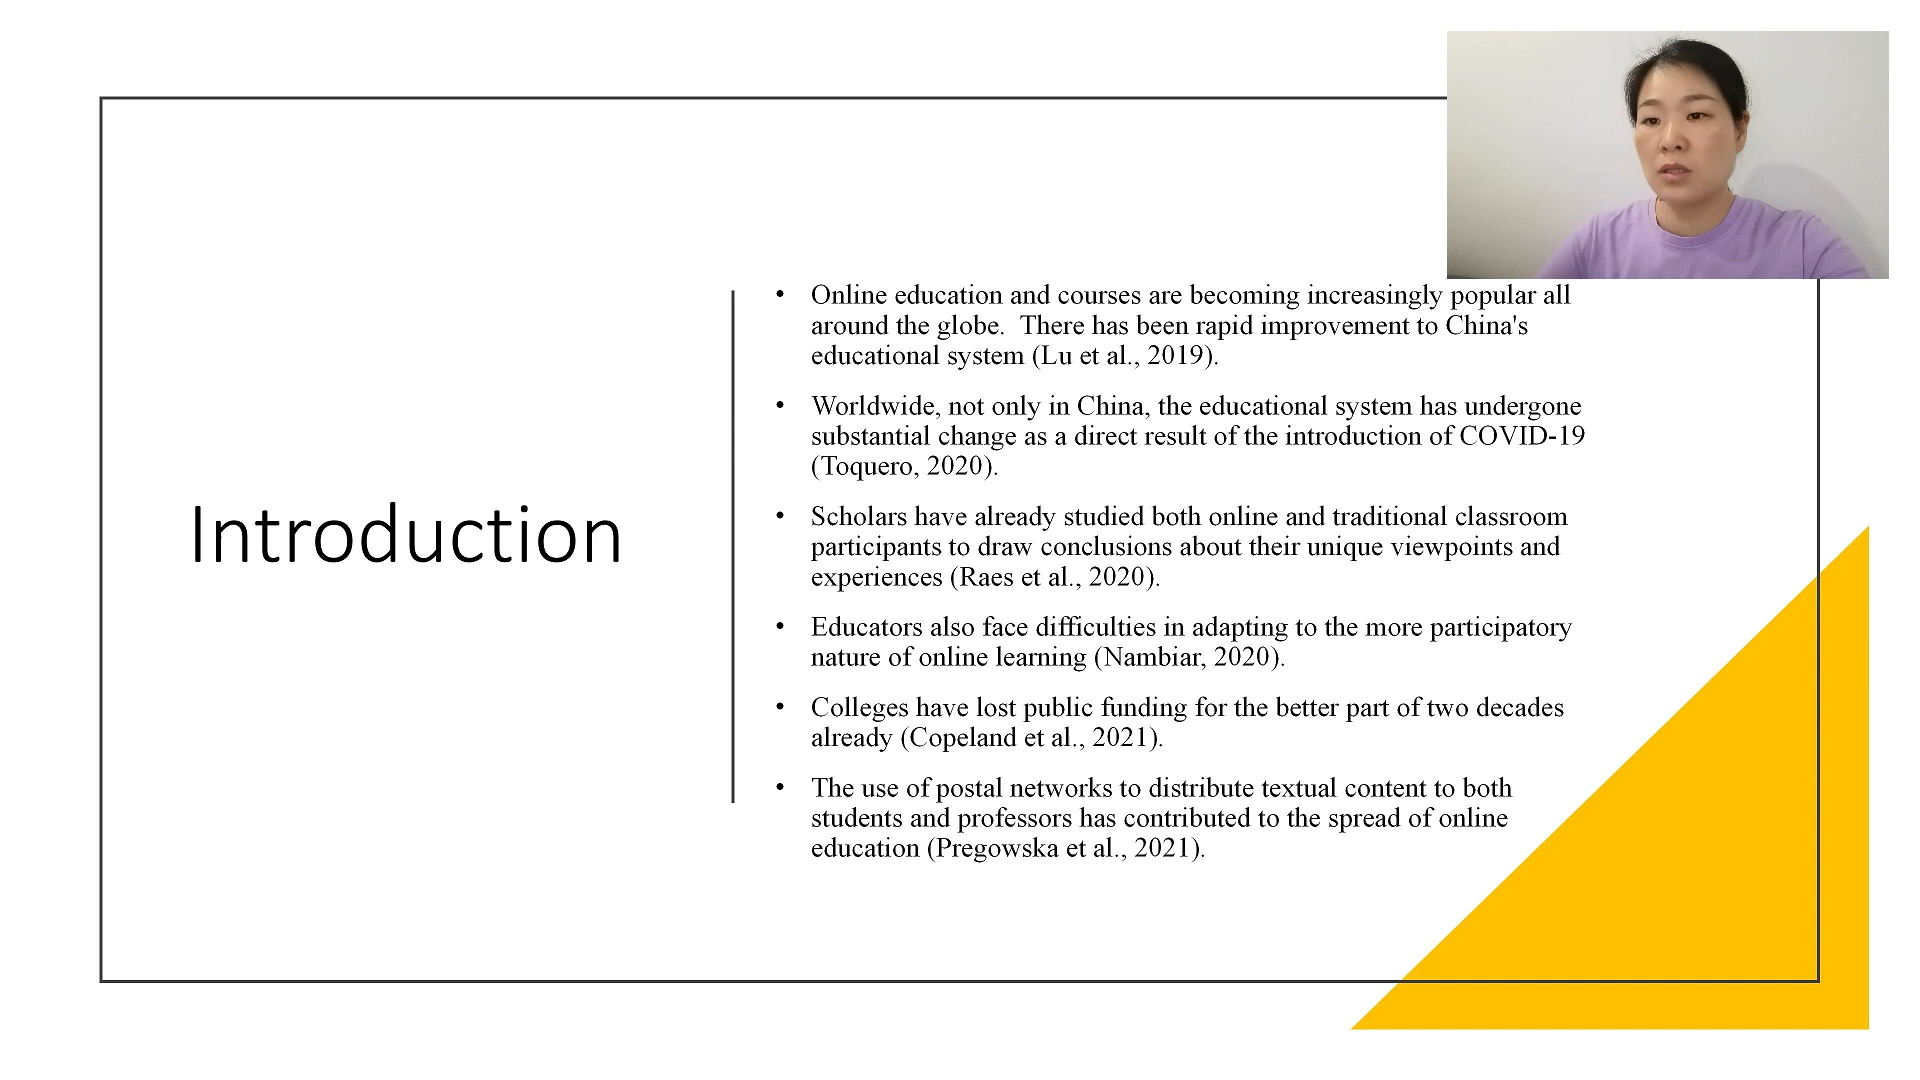 Introduction
• Online education and courses are becoming increasingly popular all
around the globe.  There has been rapid improvement to China's
educational system (Lu et al., 2019).
• Worldwide, not only in China, the educational system has undergone
substantial change as a direct result of the introduction of COVID-19
(Toquero, 2020).
• Scholars have already studied both online and traditional classroom
participants to draw conclusions about their unique viewpoints and
experiences (Raes et al., 2020).
• Educators also face difficulties in adapting to the more participatory
nature of online learning (Nambiar, 2020).
• Colleges have lost public funding for the better part of two decades
already (Copeland et al., 2021).
• The use of postal networks to distribute textual content to both
students and professors has contributed to the spread of online
education (Pregowska et al., 2021).